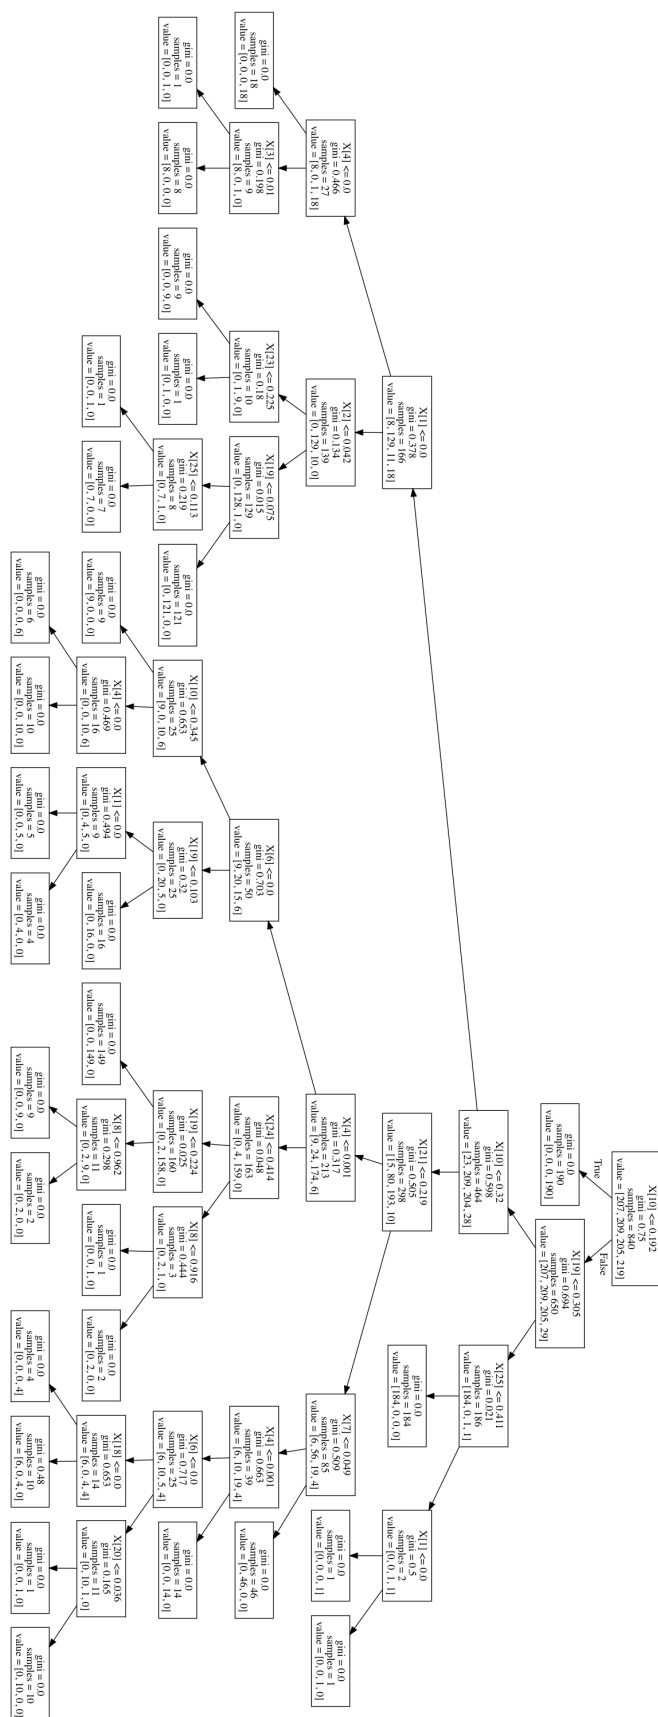 X[10] <= 0.192
gini = 0.75
samples = 840
value = [207, 209, 205, 219]
True
False
gini = 0.0
samples = 190
value = [0, 0, 0, 190]
X[19] <= 0.305
gini = 0.694
samples = 650
value = [207, 209, 205, 29]
X[10] <= 0.32
gini = 0.598
samples = 464
value = [23, 209, 204, 28]
X[25] <= 0.411
gini = 0.021
samples = 186
value = [184, 0, 1, 1]
X[1] <= 0.0
gini = 0.378
samples = 166
value = [8, 129, 11, 18]
X[21] <= 0.219
gini = 0.505
samples = 298
value = [15, 80, 193, 10]
gini = 0.0
samples = 184
value = [184, 0, 0, 0]
X[1] <= 0.0
gini = 0.5
samples = 2
value = [0, 0, 1, 1]
X[4] <= 0.0
gini = 0.466
samples = 27
value = [8, 0, 1, 18]
X[2] <= 0.042
gini = 0.134
samples = 139
value = [0, 129, 10, 0]
X[4] <= 0.001
gini = 0.317
samples = 213
value = [9, 24, 174, 6]
X[7] <= 0.049
gini = 0.509
samples = 85
value = [6, 56, 19, 4]
gini = 0.0
samples = 1
value = [0, 0, 0, 1]
gini = 0.0
samples = 1
value = [0, 0, 1, 0]
gini = 0.0
samples = 18
value = [0, 0, 0, 18]
X[3] <= 0.01
gini = 0.198
samples = 9
value = [8, 0, 1, 0]
X[23] <= 0.225
gini = 0.18
samples = 10
value = [0, 1, 9, 0]
X[19] <= 0.075
gini = 0.015
samples = 129
value = [0, 128, 1, 0]
X[6] <= 0.0
gini = 0.703
samples = 50
value = [9, 20, 15, 6]
X[24] <= 0.414
gini = 0.048
samples = 163
value = [0, 4, 159, 0]
X[4] <= 0.001
gini = 0.663
samples = 39
value = [6, 10, 19, 4]
gini = 0.0
samples = 46
value = [0, 46, 0, 0]
gini = 0.0
samples = 1
value = [0, 0, 1, 0]
gini = 0.0
samples = 8
value = [8, 0, 0, 0]
gini = 0.0
samples = 9
value = [0, 0, 9, 0]
gini = 0.0
samples = 1
value = [0, 1, 0, 0]
X[25] <= 0.113
gini = 0.219
samples = 8
value = [0, 7, 1, 0]
gini = 0.0
samples = 121
value = [0, 121, 0, 0]
X[10] <= 0.345
gini = 0.653
samples = 25
value = [9, 0, 10, 6]
X[19] <= 0.103
gini = 0.32
samples = 25
value = [0, 20, 5, 0]
X[19] <= 0.224
gini = 0.025
samples = 160
value = [0, 2, 158, 0]
X[8] <= 0.916
gini = 0.444
samples = 3
value = [0, 2, 1, 0]
X[6] <= 0.0
gini = 0.717
samples = 25
value = [6, 10, 5, 4]
gini = 0.0
samples = 14
value = [0, 0, 14, 0]
gini = 0.0
samples = 1
value = [0, 0, 1, 0]
gini = 0.0
samples = 7
value = [0, 7, 0, 0]
gini = 0.0
samples = 9
value = [9, 0, 0, 0]
X[4] <= 0.0
gini = 0.469
samples = 16
value = [0, 0, 10, 6]
X[1] <= 0.0
gini = 0.494
samples = 9
value = [0, 4, 5, 0]
gini = 0.0
samples = 16
value = [0, 16, 0, 0]
gini = 0.0
samples = 149
value = [0, 0, 149, 0]
X[8] <= 0.962
gini = 0.298
samples = 11
value = [0, 2, 9, 0]
gini = 0.0
samples = 1
value = [0, 0, 1, 0]
gini = 0.0
samples = 2
value = [0, 2, 0, 0]
X[18] <= 0.0
gini = 0.653
samples = 14
value = [6, 0, 4, 4]
X[20] <= 0.036
gini = 0.165
samples = 11
value = [0, 10, 1, 0]
gini = 0.0
samples = 6
value = [0, 0, 0, 6]
gini = 0.0
samples = 10
value = [0, 0, 10, 0]
gini = 0.0
samples = 5
value = [0, 0, 5, 0]
gini = 0.0
samples = 4
value = [0, 4, 0, 0]
gini = 0.0
samples = 9
value = [0, 0, 9, 0]
gini = 0.0
samples = 2
value = [0, 2, 0, 0]
gini = 0.0
samples = 4
value = [0, 0, 0, 4]
gini = 0.48
samples = 10
value = [6, 0, 4, 0]
gini = 0.0
samples = 1
value = [0, 0, 1, 0]
gini = 0.0
samples = 10
value = [0, 10, 0, 0]